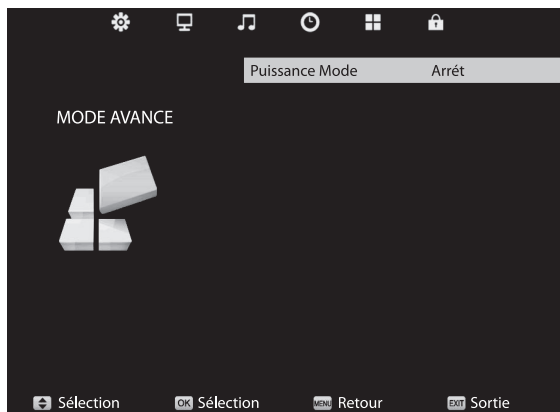 Puissance Mode Arrét
MODE AVANCE
Sélection OK Sélection MENU Retour EXIT Sortie